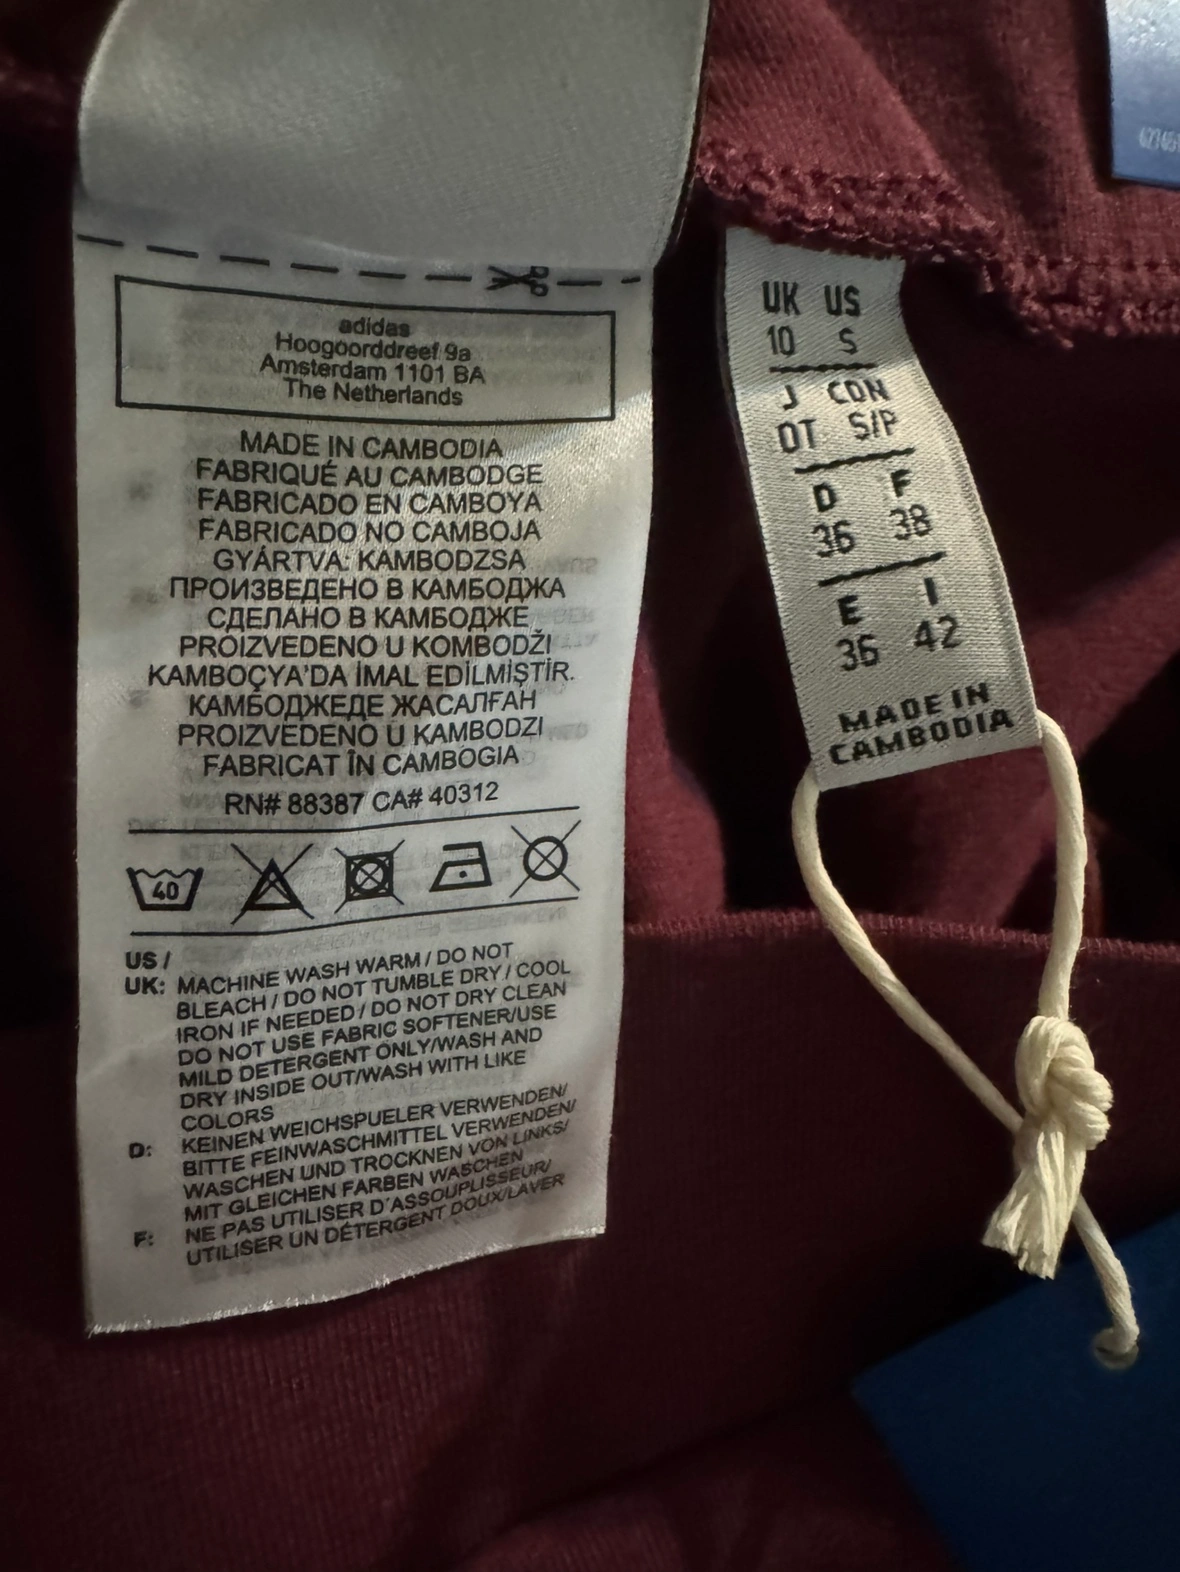 adidas
Hoogoorddreef 9a
Amsterdam 1101 BA
The Netherlands
MADE IN CAMBODIA
FABRIQUÉ AU CAMBODGE
FABRICADO EN CAMBOYA
FABRICADO NO CAMBOJA
GYÁRTVA: KAMBODZSA
ПРОИЗВЕДЕНО В КАМБОДЖА
СДЕЛАНО В КАМБОДЖЕ
PROIZVEDENO U KOMBODŽI
KAMBOÇYA'DA İMAL EDİLMİŞTİR.
КАМБОДЖЕДЕ ЖАСАЛҒАН
PROIZVEDENO U KAMBODZI
FABRICAT ÎN CAMBOGIA
RN# 88387 CA# 40312
40
US /
UK: MACHINE WASH WARM / DO NOT
BLEACH / DO NOT TUMBLE DRY / COOL
IRON IF NEEDED / DO NOT DRY CLEAN
DO NOT USE FABRIC SOFTENER/USE
MILD DETERGENT ONLY/WASH AND
DRY INSIDE OUT/WASH WITH LIKE
COLORS
D: KEINEN WEICHSPUELER VERWENDEN/
BITTE FEINWASCHMITTEL VERWENDEN/
WASCHEN UND TROCKNEN VON LINKS/
MIT GLEICHEN FARBEN WASCHEN
F: NE PAS UTILISER D'ASSOUPLISSEUR/
UTILISER UN DÉTERGENT DOUX/LAVER
UK US
10 S
J CDN
OT S/P
D F
36 38
E I
36 42
MADE IN
CAMBODIA